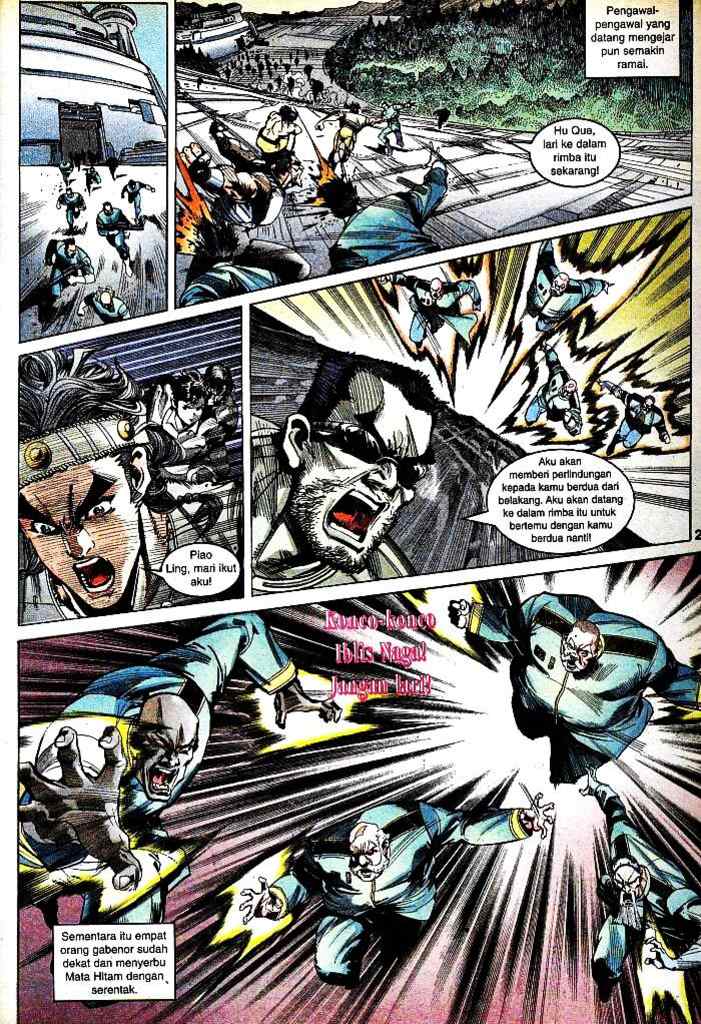 Pengawal-
pengawal yang
datang mengejar
pun semakin
ramai.
Hu Qua,
lari ke dalam
rimba itu
sekarang!
Piao
Ling, mari ikut
aku!
Aku akan
memberi perlindungan
kepada kamu berdua dari
belakang. Aku akan datang
ke dalam rimba itu untuk
bertemu dengan kamu
berdua nanti!
2
Konco-konco
Iblis Naga!
Jangan lari!
Sementara itu empat
orang gabenor sudah
dekat dan menyerbu
Mata Hitam dengan
serentak.